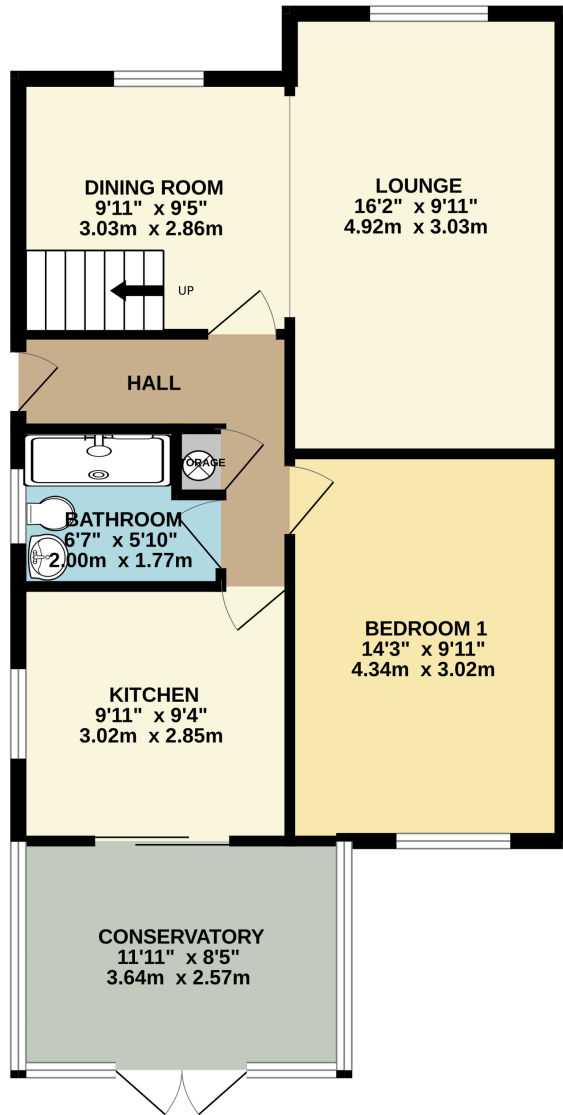 DINING ROOM
9'11" x 9'5"
3.03m x 2.86m
LOUNGE
16'2" x 9'11"
4.92m x 3.03m
UP
HALL
TORAGE
BATHROOM
6'7" x 5'10"
2.00m x 1.77m
BEDROOM 1
14'3" x 9'11"
4.34m x 3.02m
KITCHEN
9'11" x 9'4"
3.02m x 2.85m
CONSERVATORY
11'11" x 8'5"
3.64m x 2.57m